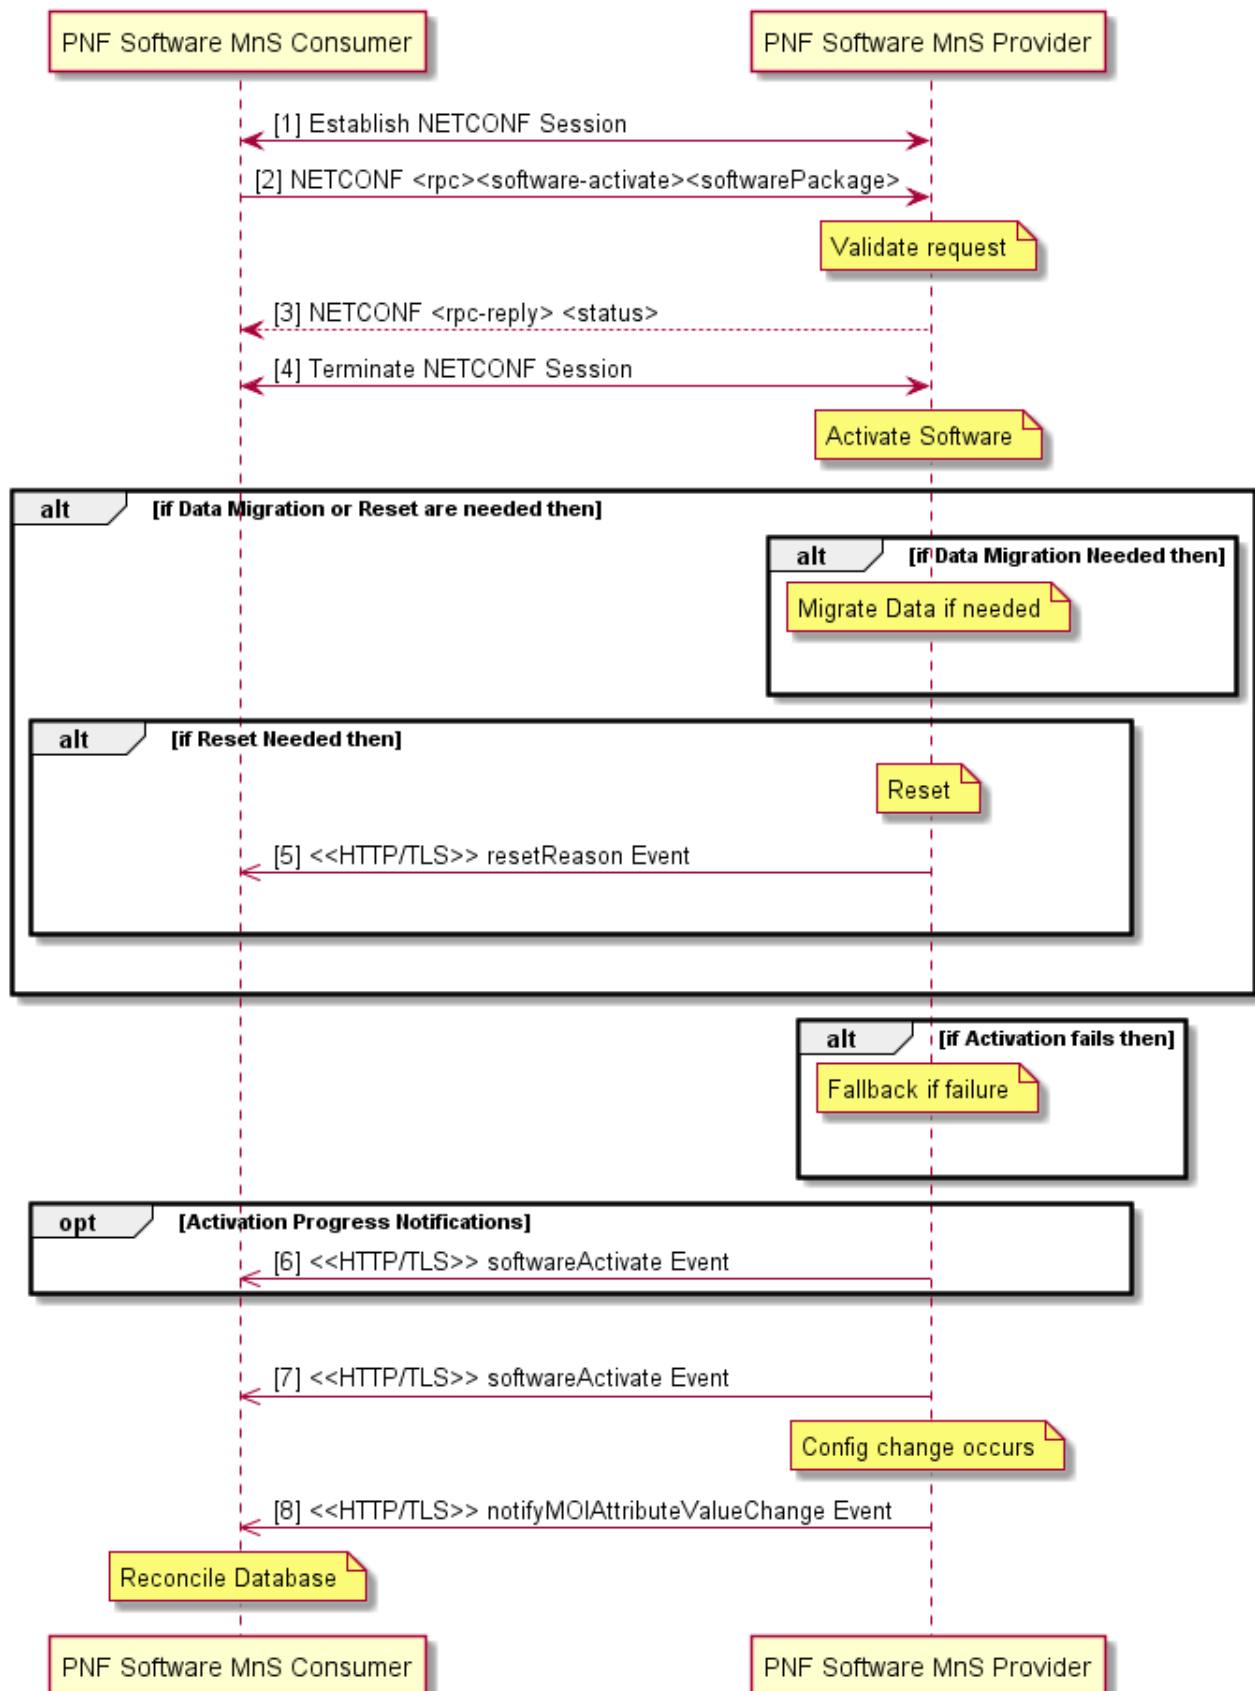 PNF Software MnS Consumer
PNF Software MnS Provider
[1] Establish NETCONF Session
[2] NETCONF <rpc><software-activate><softwarePackage>
Validate request
[3] NETCONF <rpc-reply> <status>
[4] Terminate NETCONF Session
Activate Software
alt [if Data Migration or Reset are needed then]
alt [if Data Migration Needed then]
Migrate Data if needed
alt [if Reset Needed then]
Reset
[5] <<HTTP/TLS>> resetReason Event
alt [if Activation fails then]
Fallback if failure
opt [Activation Progress Notifications]
[6] <<HTTP/TLS>> softwareActivate Event
[7] <<HTTP/TLS>> softwareActivate Event
Config change occurs
[8] <<HTTP/TLS>> notifyMOIAttributeValueChange Event
Reconcile Database
PNF Software MnS Consumer
PNF Software MnS Provider